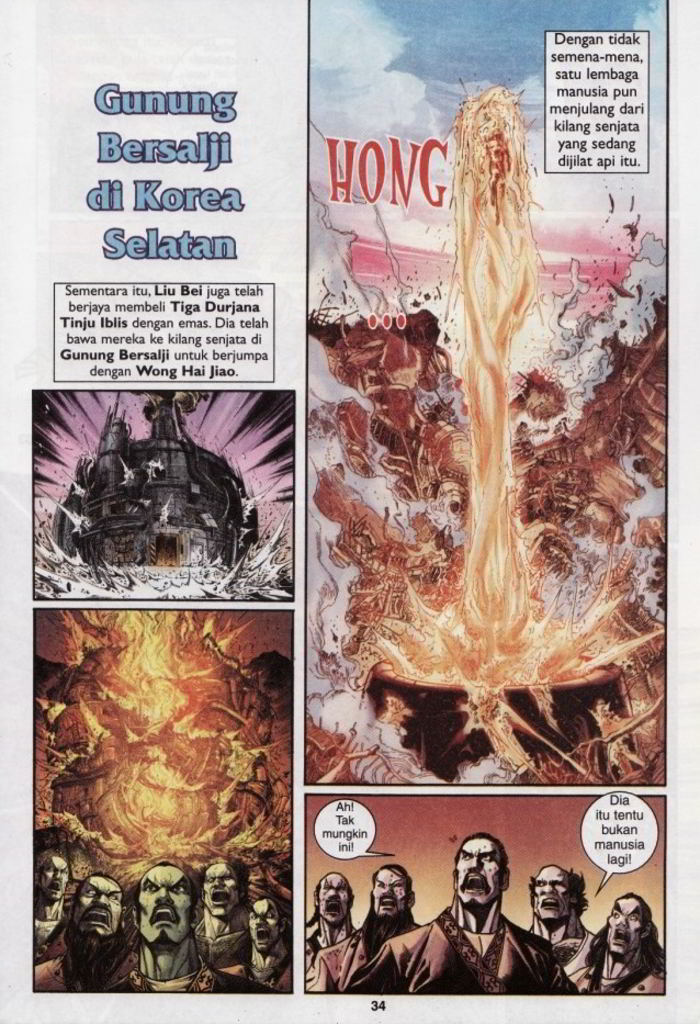 Gunung
Bersalji
di Korea
Selatan
Sementara itu, Liu Bei juga telah
berjaya membeli Tiga Durjana
Tinju Iblis dengan emas. Dia telah
bawa mereka ke kilang senjata di
Gunung Bersalji untuk berjumpa
dengan Wong Hai Jiao.
Dengan tidak
semena-mena,
satu lembaga
manusia pun
menjulang dari
kilang senjata
yang sedang
dijilat api itu.
HONG
...
Ah!
Tak
mungkin
ini!
Dia
itu tentu
bukan
manusia
lagi!
34